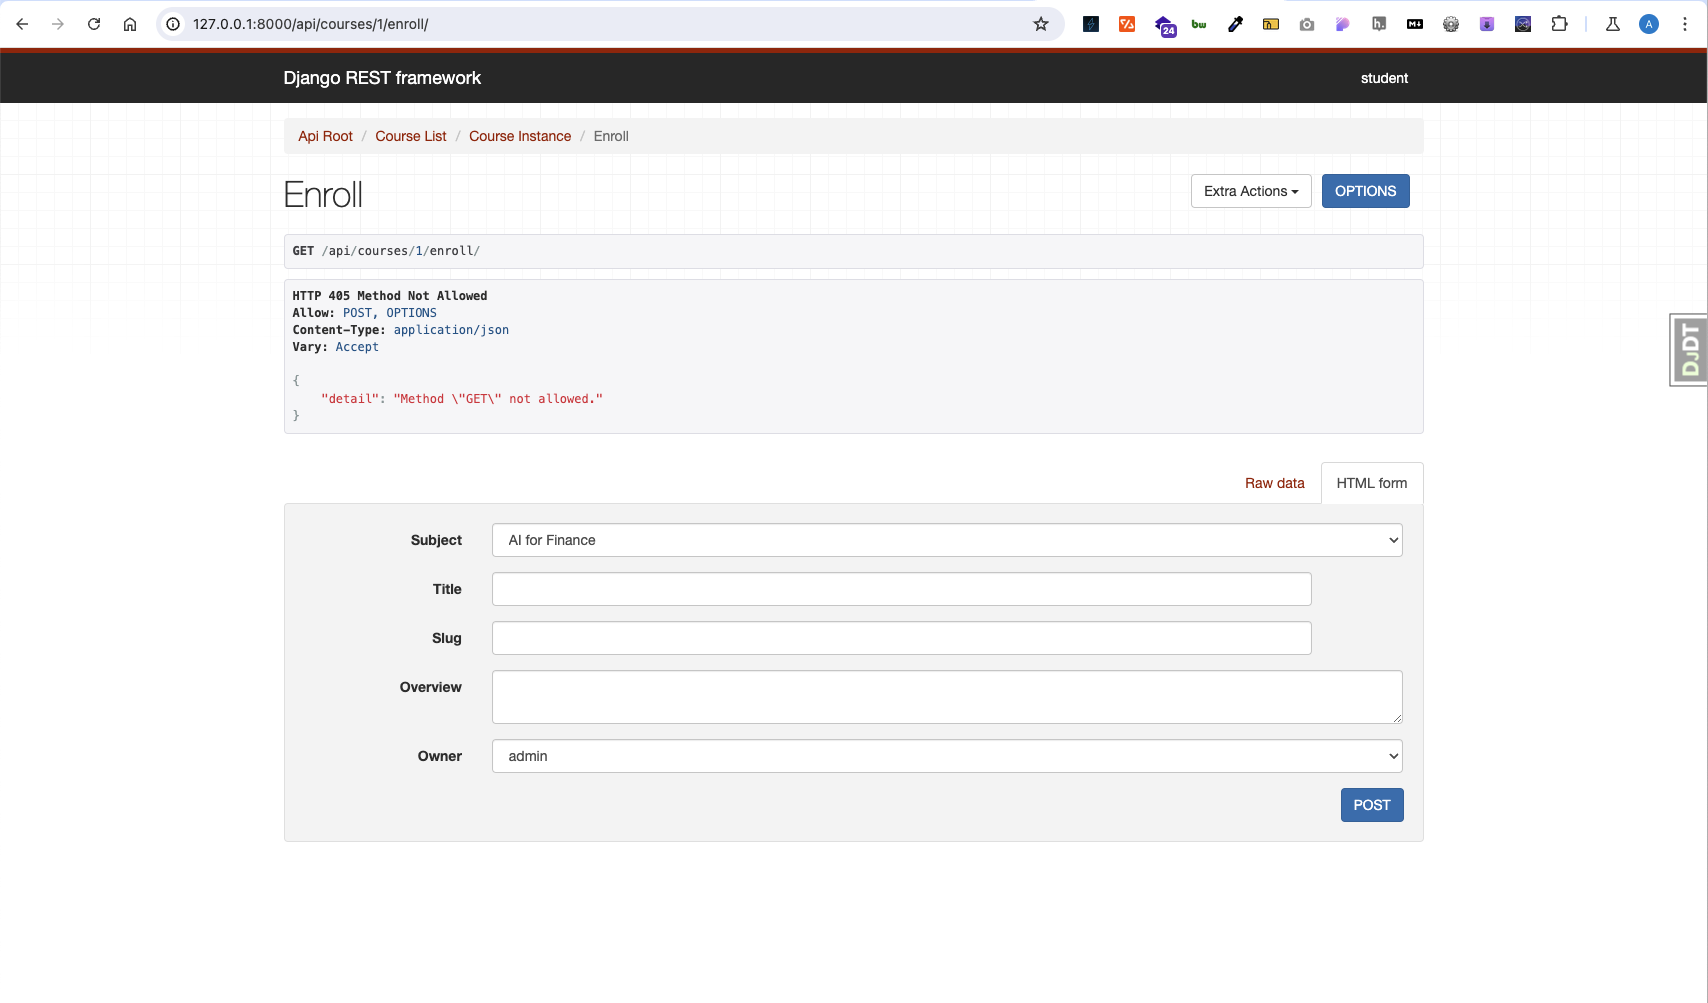 127.0.0.1:8000/api/courses/1/enroll/
24
bw
h.
M↓
A
Django REST framework
student
Api Root / Course List / Course Instance / Enroll
Enroll
Extra Actions
OPTIONS
GET /api/courses/1/enroll/
HTTP 405 Method Not Allowed
Allow: POST, OPTIONS
Content-Type: application/json
Vary: Accept
{
"detail": "Method \"GET\" not allowed."
}
DJDT
Raw data
HTML form
Subject
AI for Finance
Title
Slug
Overview
Owner
admin
POST